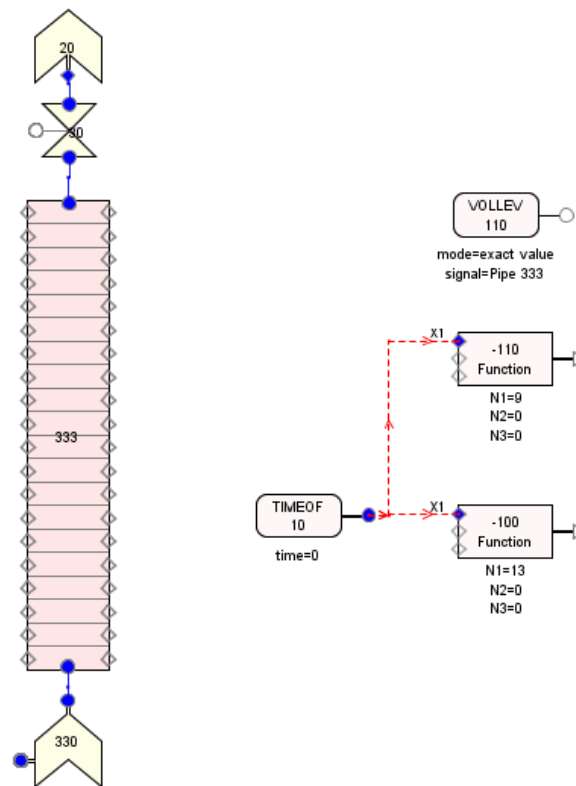 20
30
333
330
VOLLEV
110
mode=exact value
signal=Pipe 333
X1
-110
Function
N1=9
N2=0
N3=0
TIMEOF
10
time=0
X1
-100
Function
N1=13
N2=0
N3=0